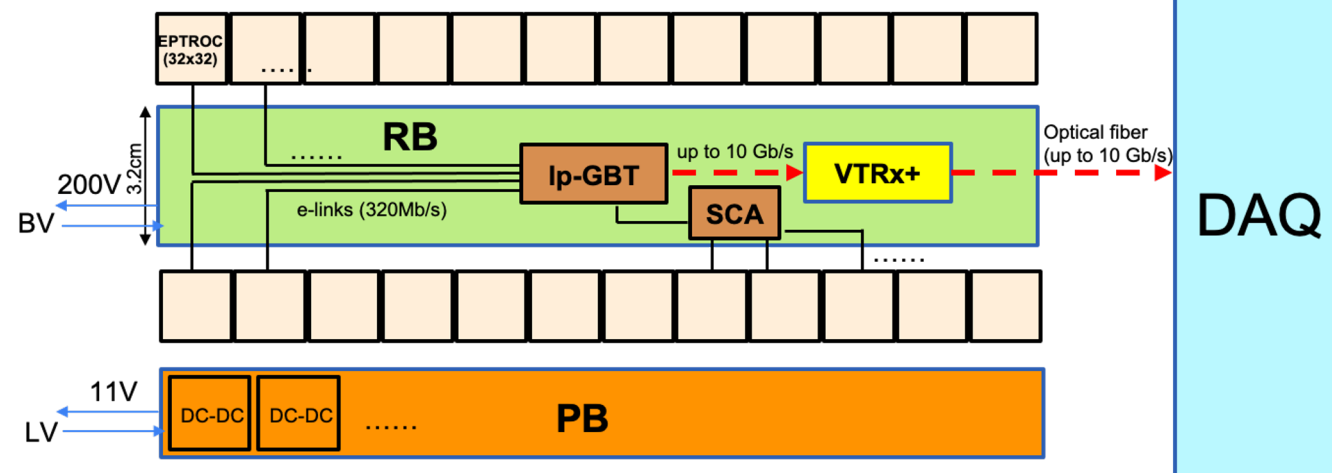 EPTROC
(32x32)
......
RB
......
3.2cm
200V
BV
e-links (320Mb/s)
lp-GBT
up to 10 Gb/s
SCA
VTRx+
Optical fiber
(up to 10 Gb/s)
DAQ
......
11V
LV
DC-DC
DC-DC
......
PB